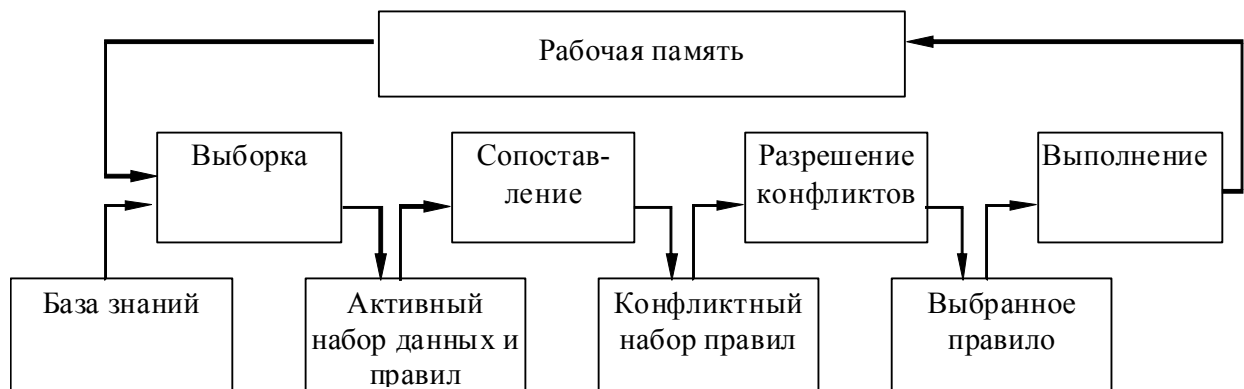 Рабочая память
Выборка
Сопостав-
ление
Разрешение
конфликтов
Выполнение
База знаний
Активный
набор данных и
правил
Конфликтный
набор правил
Выбранное
правило